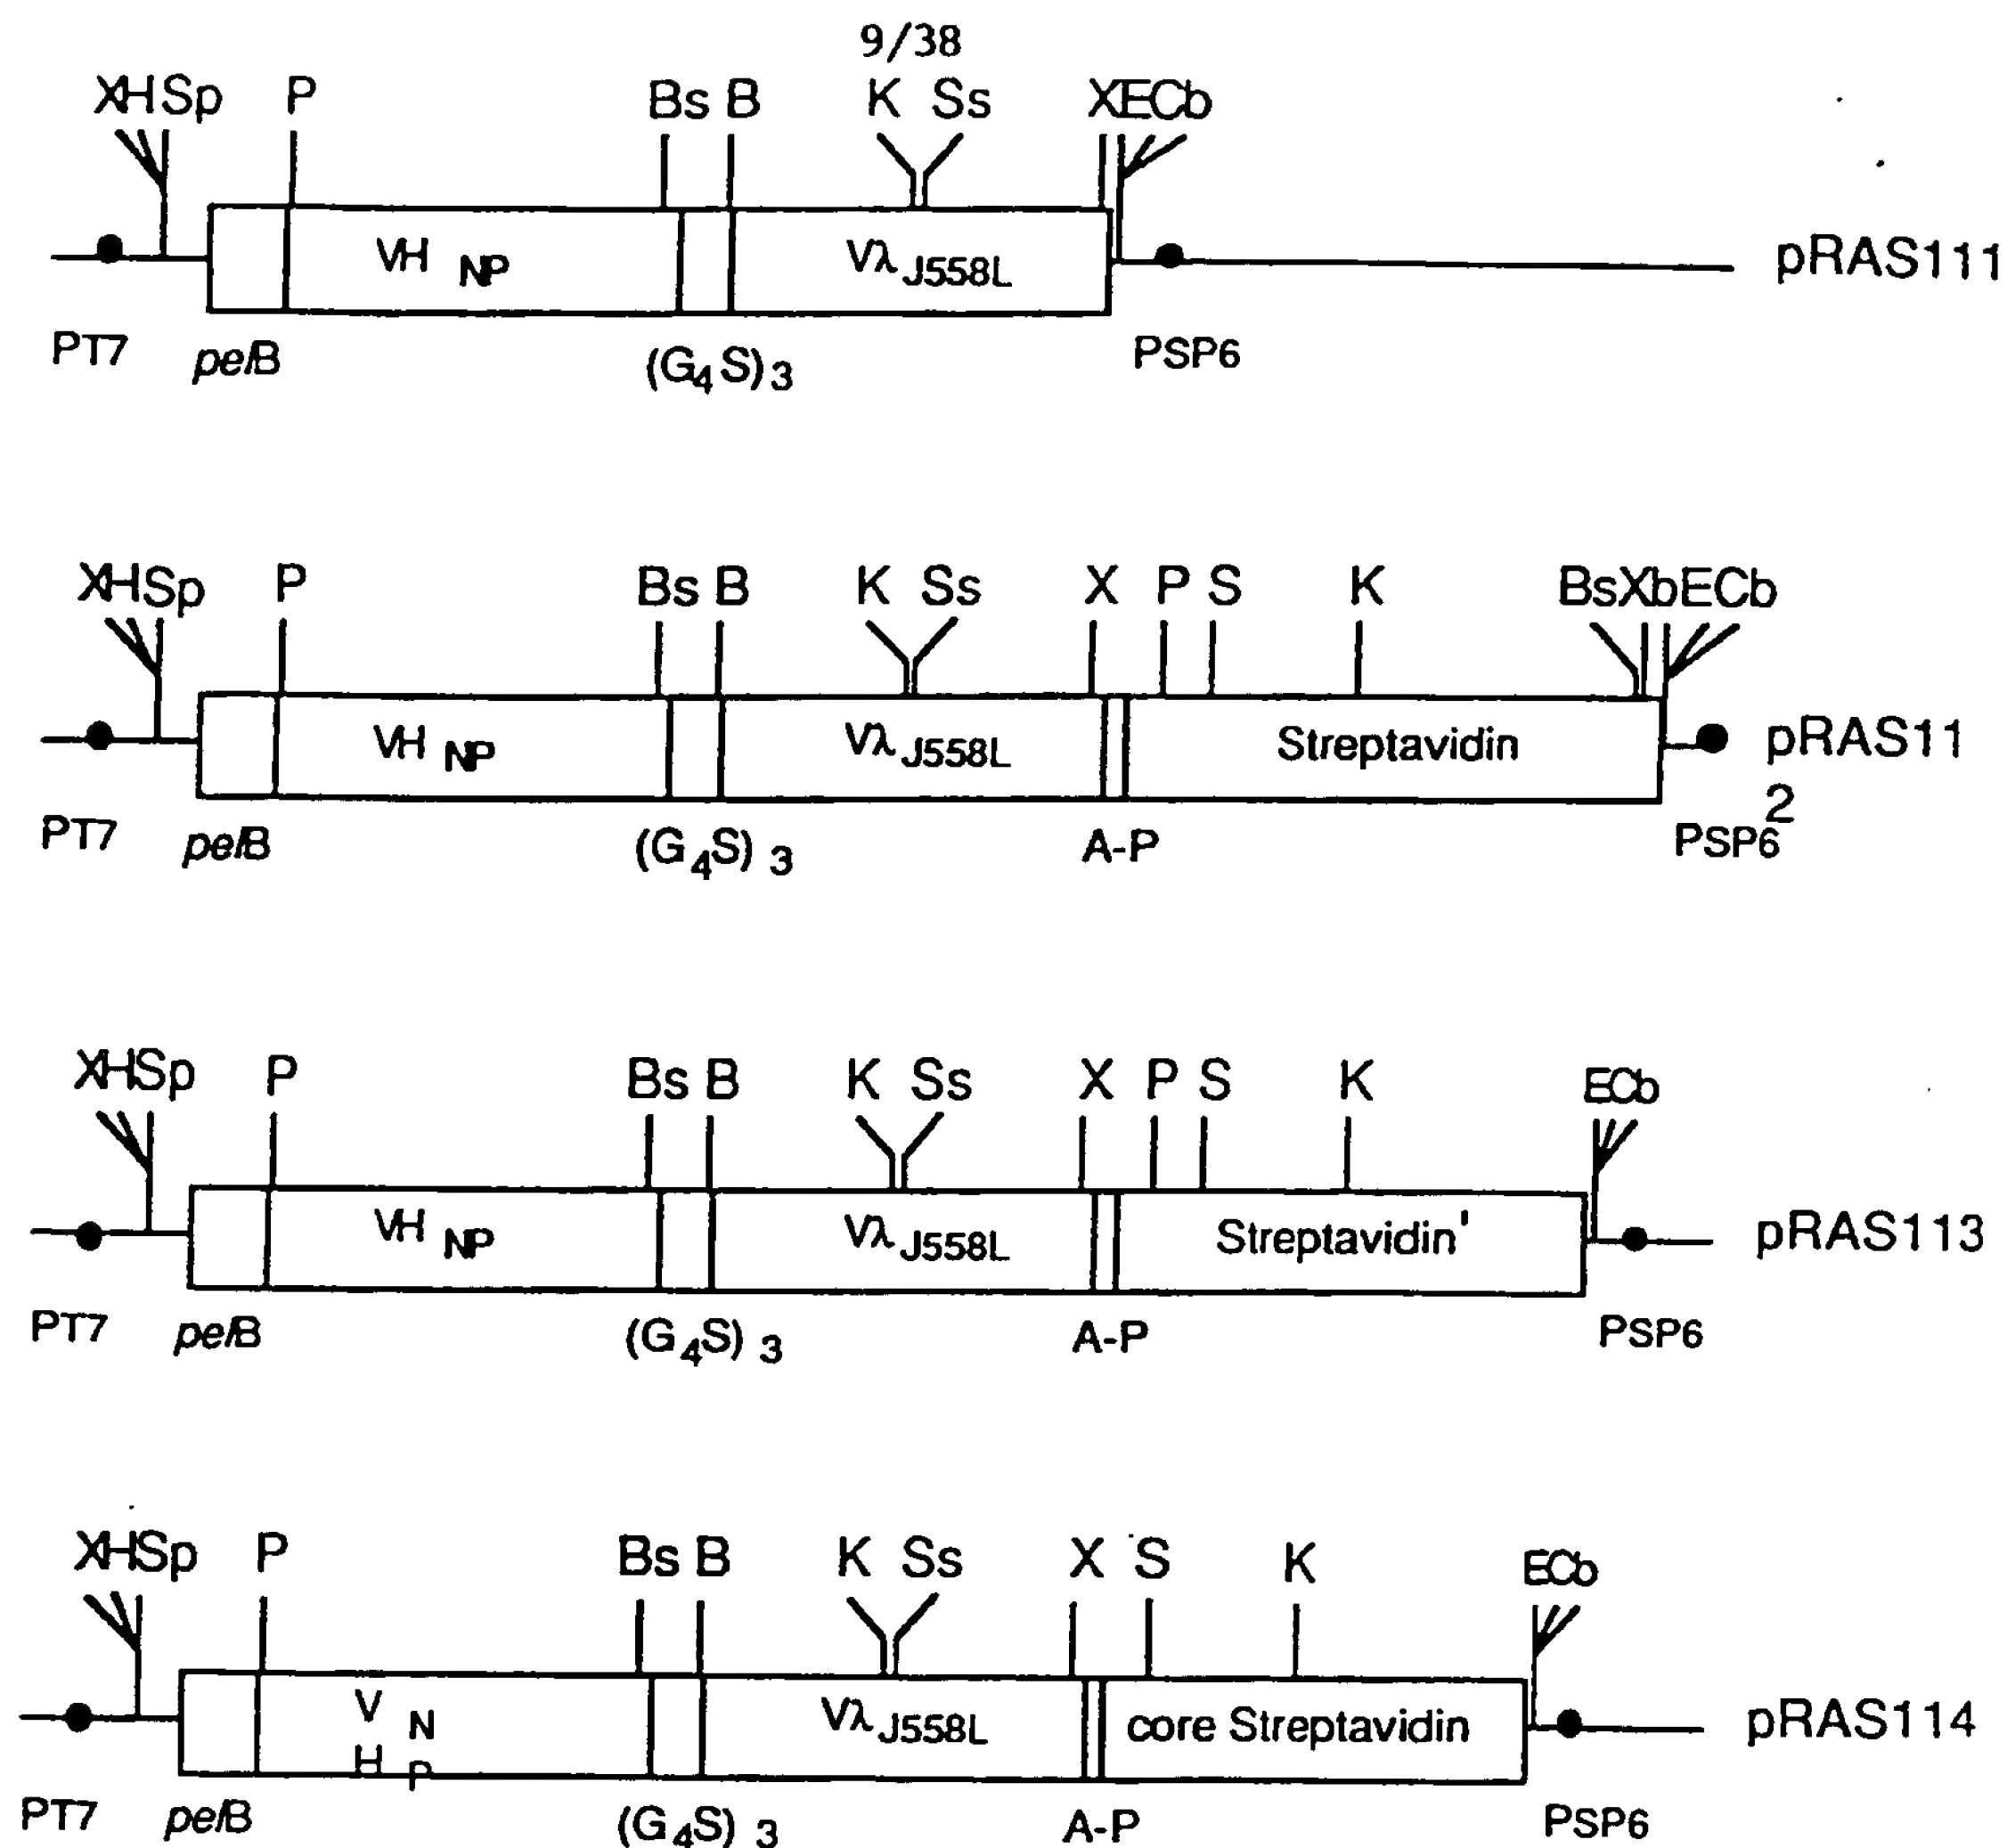 9/38
XHSp P Bs B K Ss XECb
VH NP Vλ J558L pRAS111
PT7 pelB (G4S)3 PSP6
XHSp P Bs B K Ss X P S K BsXbECb
VH NP Vλ J558L Streptavidin pRAS11
2
PT7 pelB (G4S)3 A-P PSP6
XHSp P Bs B K Ss X P S K ECb
VH NP Vλ J558L Streptavidin' pRAS113
PT7 pelB (G4S)3 A-P PSP6
XHSp P Bs B K Ss X S K ECb
V N Vλ J558L core Streptavidin pRAS114
H P
PT7 pelB (G4S)3 A-P PSP6